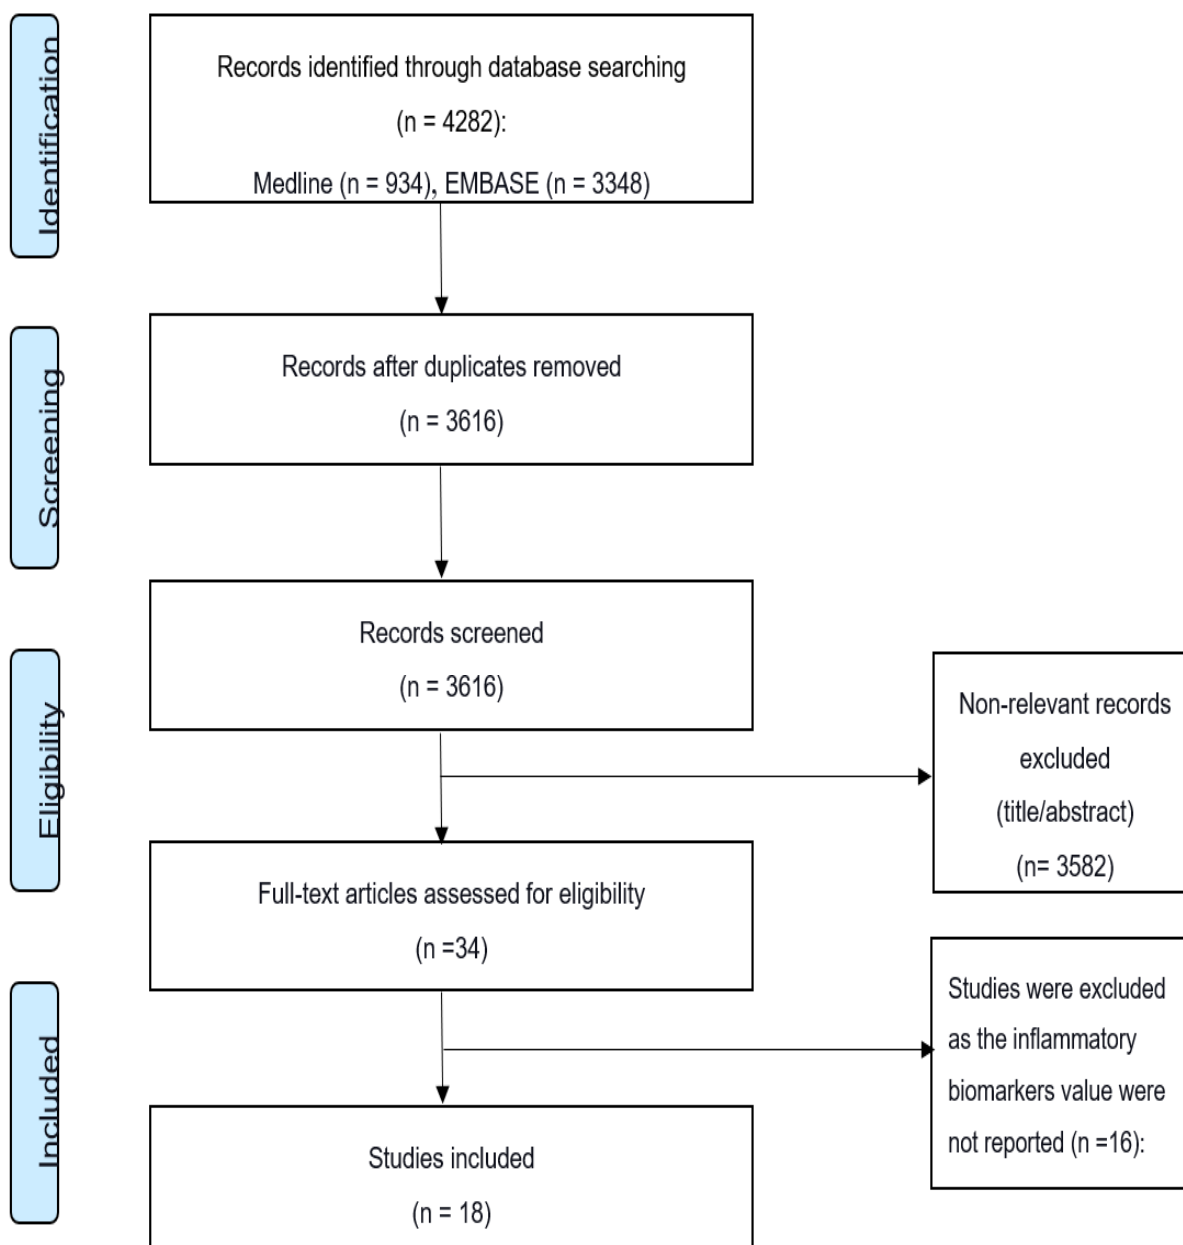 Identification
Records identified through database searching
(n = 4282):
Medline (n = 934), EMBASE (n = 3348)
Screening
Records after duplicates removed
(n = 3616)
Records screened
(n = 3616)
Eligibility
Non-relevant records
excluded
(title/abstract)
(n= 3582)
Full-text articles assessed for eligibility
(n =34)
Studies were excluded
as the inflammatory
biomarkers value were
not reported (n =16):
Included
Studies included
(n = 18)